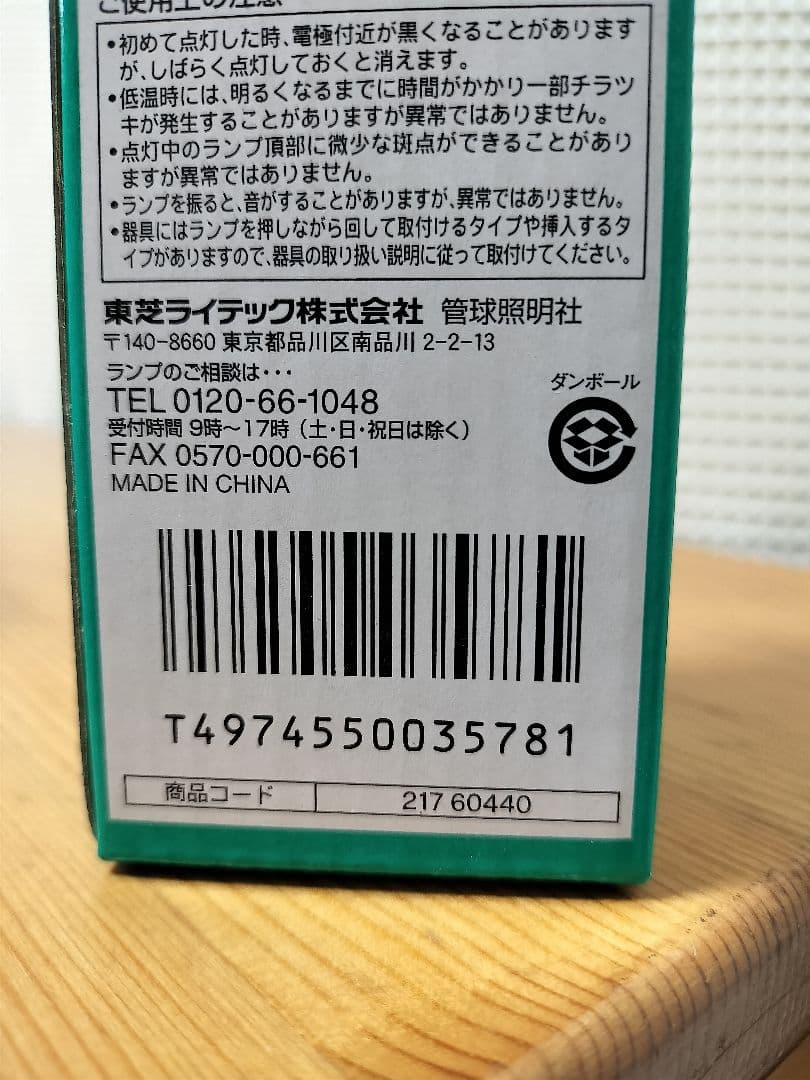 ご使用上の注意
•初めて点灯した時、電極付近が黒くなることがあります
が、しばらく点灯しておくと消えます。
•低温時には、明るくなるまでに時間がかかり一部チラツ
キが発生することがありますが異常ではありません。
•点灯中のランプ頂部に微少な斑点ができることがあり
ますが異常ではありません。
•ランプを振ると、音がすることがありますが、異常ではありません。
•器具にはランプを押しながら回して取付けるタイプや挿入するタ
イプがありますので、器具の取り扱い説明に従って取付けてください。
東芝ライテック株式会社 管球照明社
〒140-8660 東京都品川区南品川 2-2-13
ランプのご相談は・・・
TEL 0120-66-1048
受付時間 9時～17時（土・日・祝日は除く）
FAX 0570-000-661
MADE IN CHINA
ダンボール
T4974550035781
商品コード 217 60440